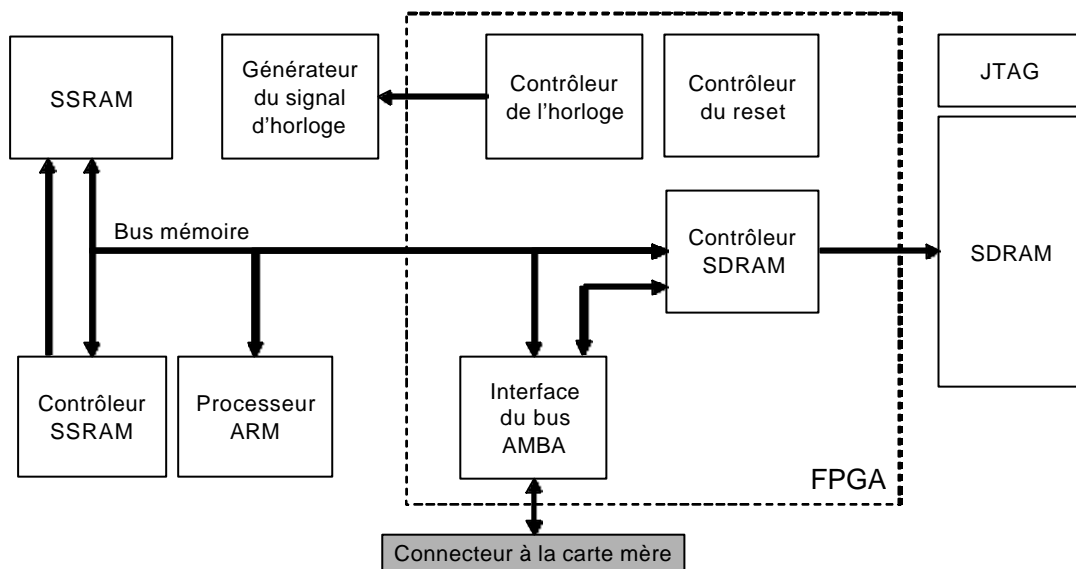 SSRAM
Générateur
du signal
d'horloge
Contrôleur
de l'horloge
Contrôleur
du reset
JTAG
Bus mémoire
Contrôleur
SDRAM
SDRAM
Contrôleur
SSRAM
Processeur
ARM
Interface
du bus
AMBA
FPGA
Connecteur à la carte mère